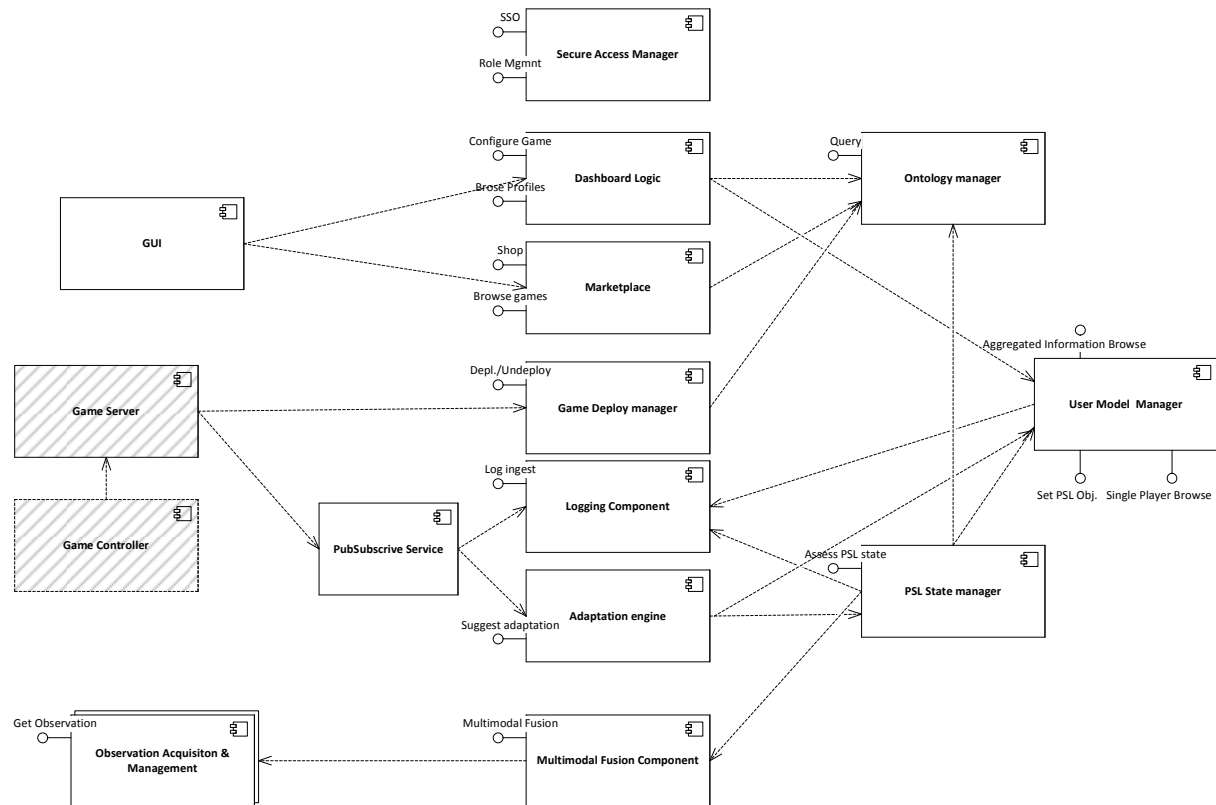 SSO
Secure Access Manager
Role Mgmnt
Configure Game
Dashboard Logic
Brose Profiles
Query
Ontology manager
GUI
Shop
Marketplace
Browse games
Aggregated Information Browse
User Model  Manager
Set PSL Obj.
Single Player Browse
Game Server
Depl./Undeploy
Game Deploy manager
Log ingest
Logging Component
Game Controller
PubSubscrive Service
Assess PSL state
PSL State manager
Adaptation engine
Suggest adaptation
Get Observation
Observation Acquisiton &
Management
Multimodal Fusion
Multimodal Fusion Component